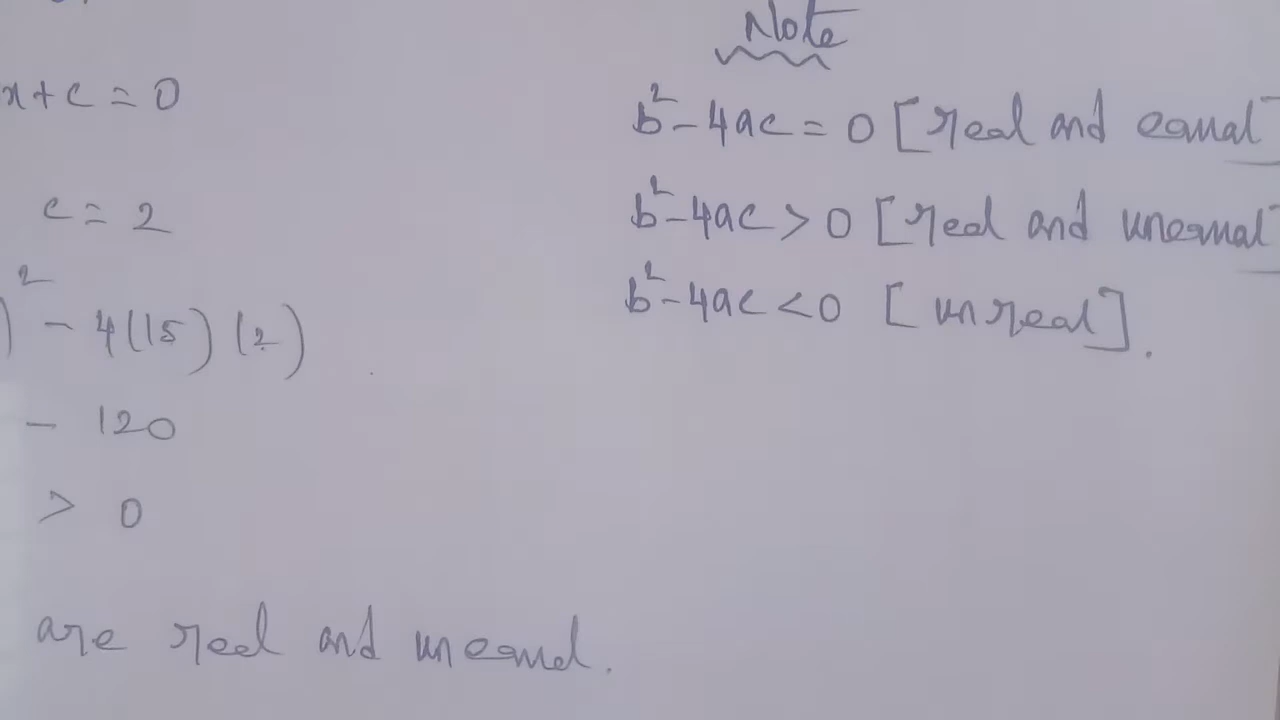 x+c=0
c=2
)² - 4(15)(2)
- 120
> 0
are real and unequal.
Note
b²-4ac=0 [real and equal]
b²-4ac>0 [real and unequal]
b²-4ac<0 [unreal].